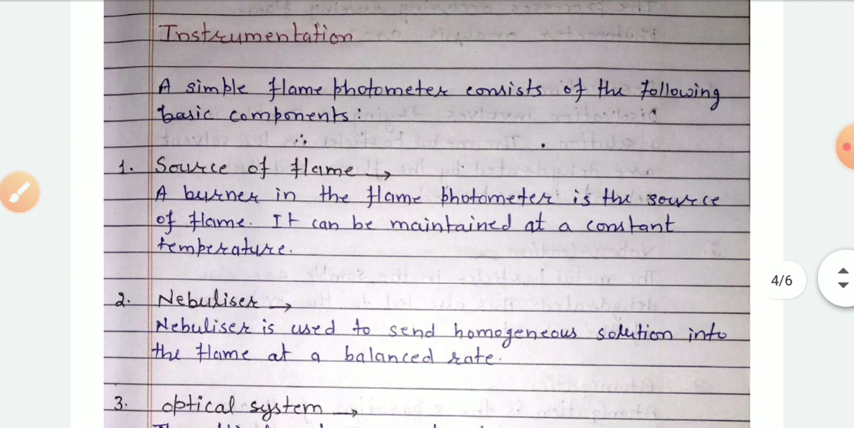 Instrumentation
A simple flame photometer consists of the following
basic components:
1. Source of flame →
A burner in the flame photometer is the source
of flame. It can be maintained at a constant
temperature.
4/6
2. Nebuliser →
Nebuliser is used to send homogeneous solution into
the flame at a balanced rate.
3. optical system →